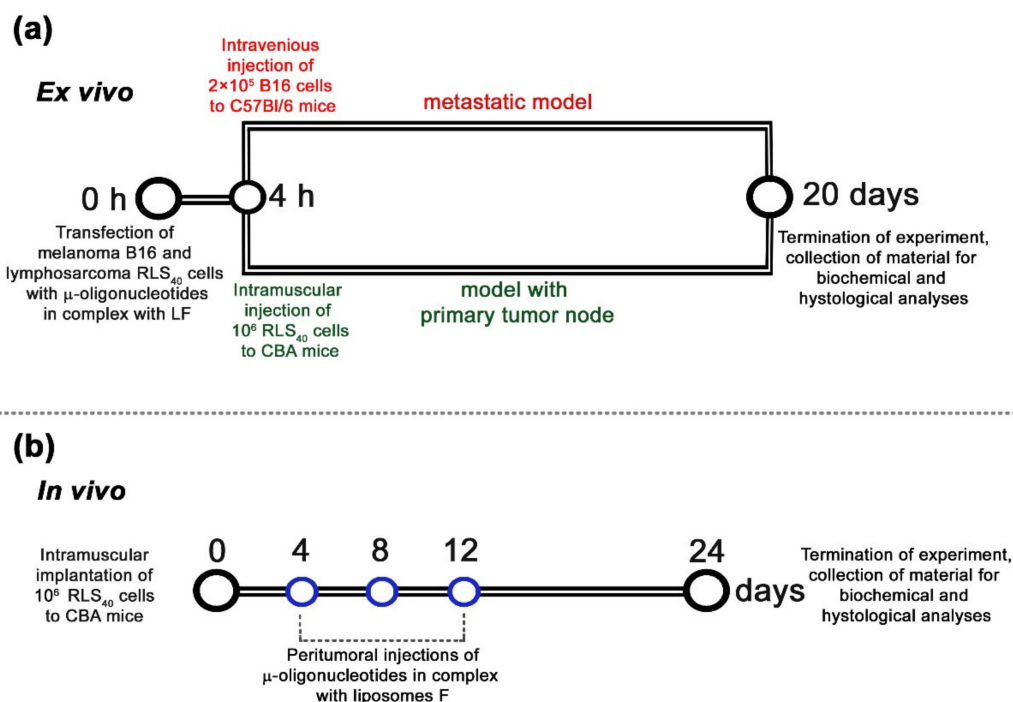 (a)
Ex vivo
Intravenious
injection of
2×10⁵ B16 cells
to C57Bl/6 mice
metastatic model
0 h
4 h
20 days
Transfection of
melanoma B16 and
lymphosarcoma RLS₄₀ cells
with μ-oligonucleotides
in complex with LF
Intramuscular
injection of
10⁶ RLS₄₀ cells
to CBA mice
model with
primary tumor node
Termination of experiment,
collection of material for
biochemical and
hystological analyses
(b)
In vivo
Intramuscular
implantation of
10⁶ RLS₄₀ cells
to CBA mice
0 4 8 12 24
days
Peritumoral injections of
μ-oligonucleotides in complex
with liposomes F
Termination of experiment,
collection of material for
biochemical and
hystological analyses